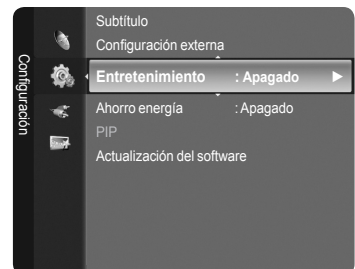 Configuración
Subtítulo
Configuración externa
Entretenimiento : Apagado
Ahorro energía : Apagado
PIP
Actualización del software